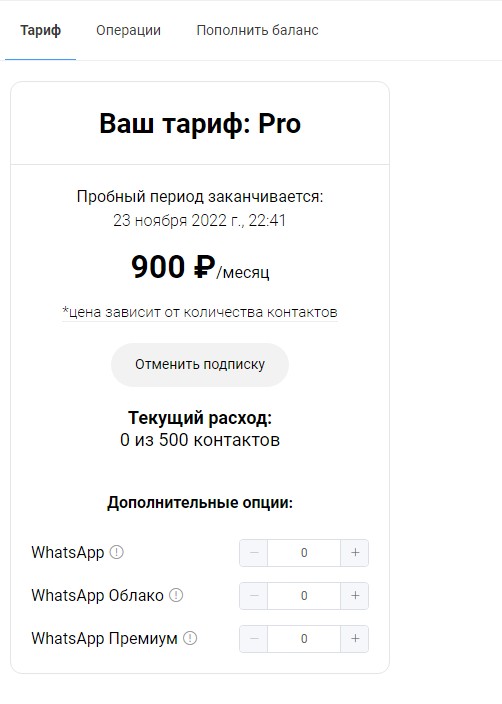 Тариф Операции Пополнить баланс
Ваш тариф: Pro
Пробный период заканчивается:
23 ноября 2022 г., 22:41
900 ₽/месяц
*цена зависит от количества контактов
Отменить подписку
Текущий расход:
0 из 500 контактов
Дополнительные опции:
WhatsApp − 0 +
WhatsApp Облако − 0 +
WhatsApp Премиум − 0 +